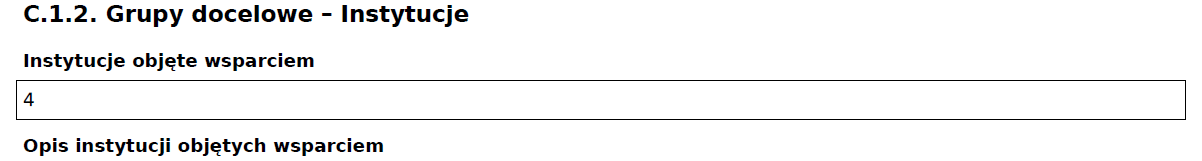 C.1.2. Grupy docelowe – Instytucje
Instytucje objęte wsparciem
4
Opis instytucji objętych wsparciem